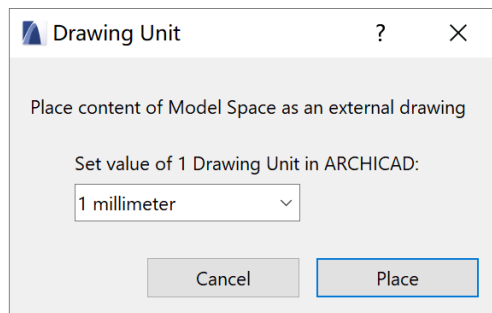 Drawing Unit
?
Place content of Model Space as an external drawing
Set value of 1 Drawing Unit in ARCHICAD:
1 millimeter
Cancel Place